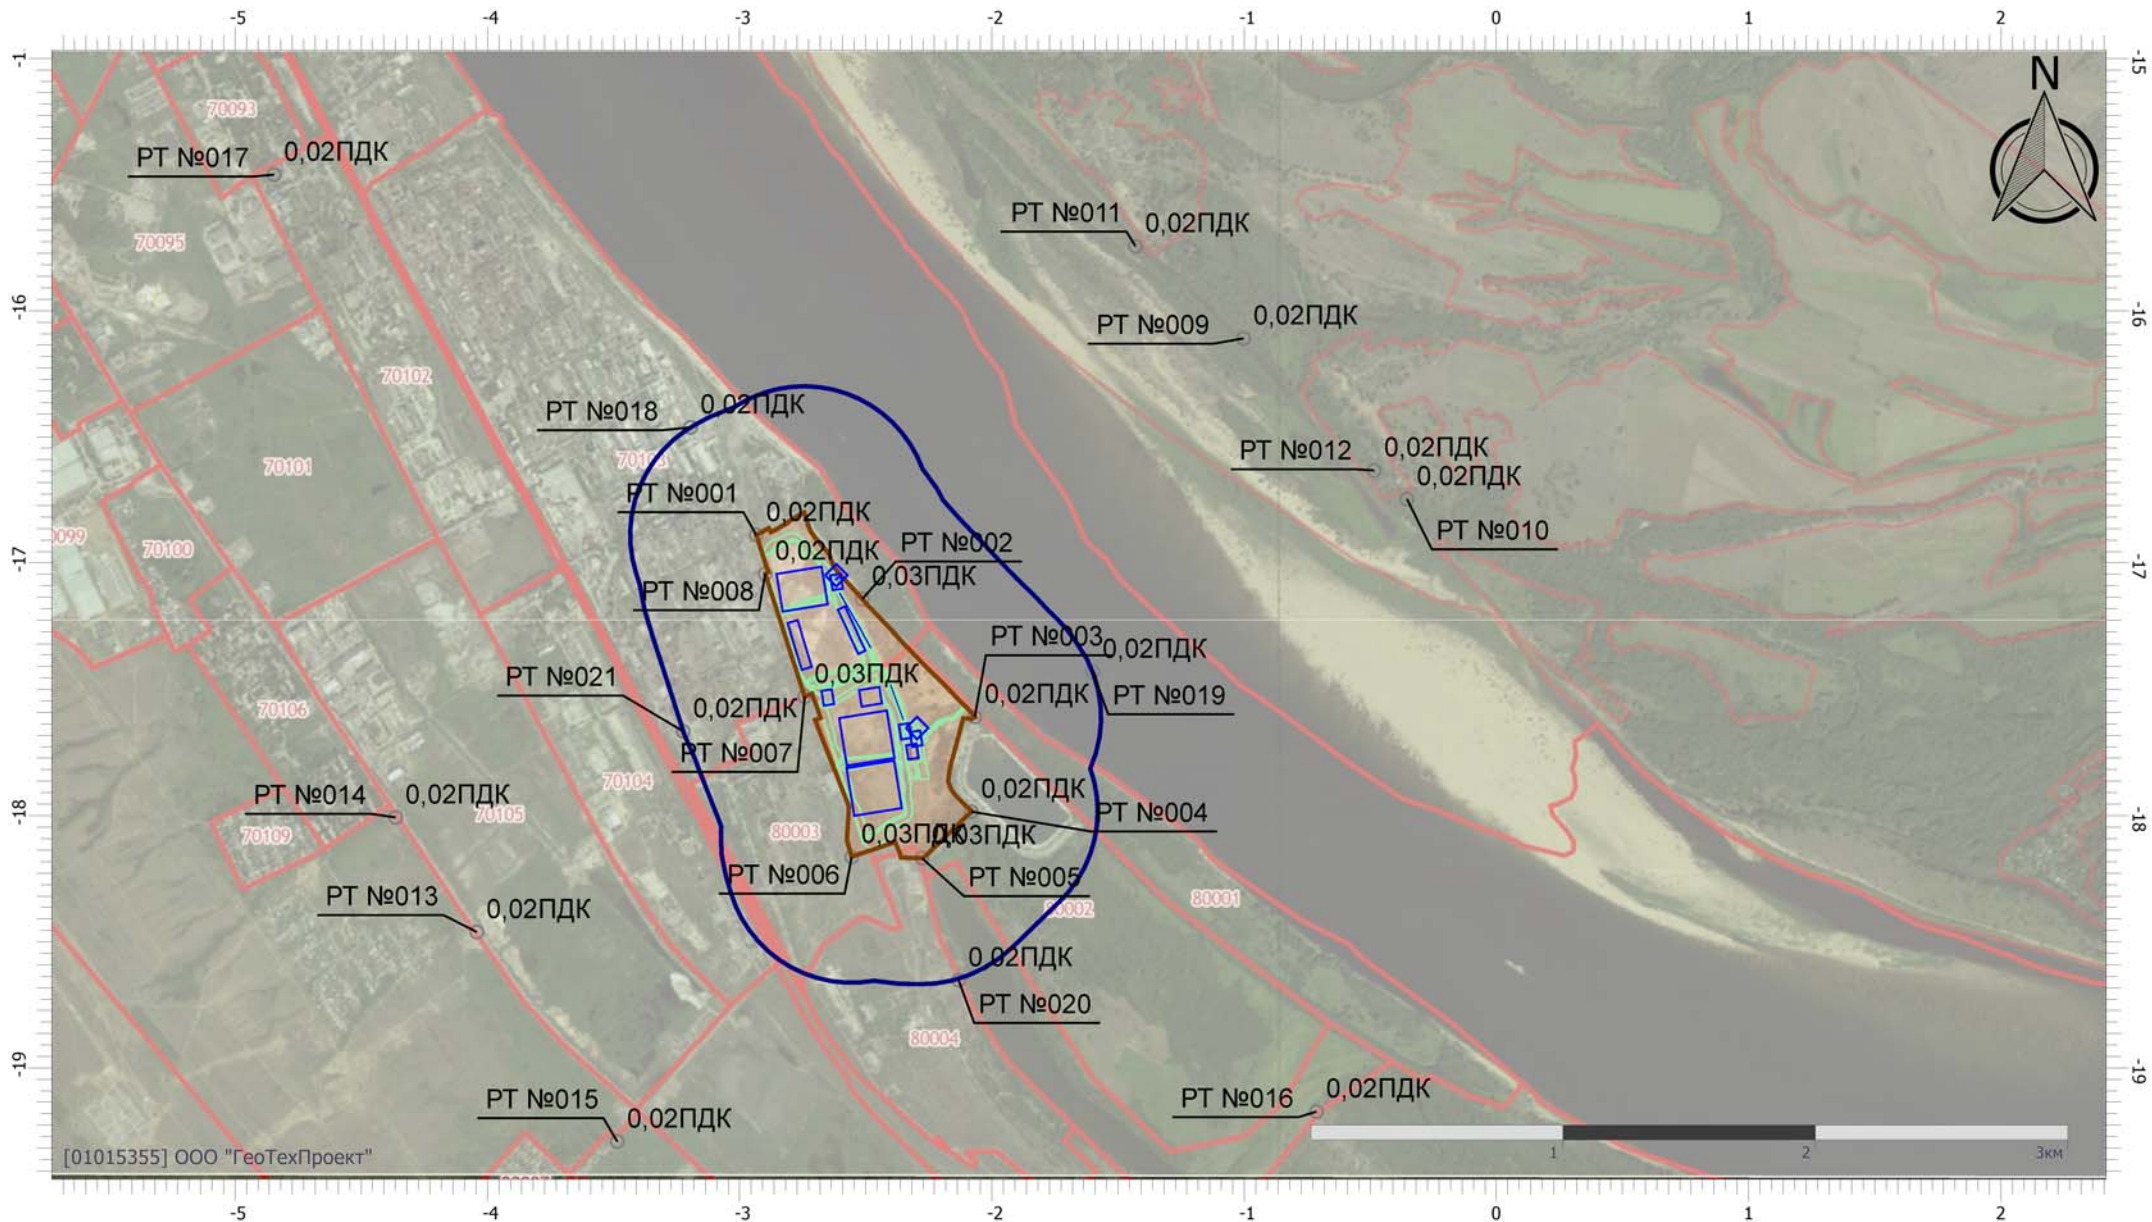 -5 -4 -3 -2 -1 0 1 2
-1
15
N
70093
РТ №017 0,02ПДК
РТ №011 0,02ПДК
70095
-16
-16
РТ №009 0,02ПДК
70102
РТ №018 0,02ПДК
РТ №012 0,02ПДК
70101
0,02ПДК
РТ №001 0,02ПДК
РТ №010
0099
70100
0,02ПДК РТ №002
-17
-17
0,03ПДК
РТ №008
РТ №003 0,02ПДК
РТ №021 0,03ПДК
0,02ПДК РТ №019
70106
0,02ПДК
РТ №007
70104
0,02ПДК
РТ №014 0,02ПДК
РТ №004
70105
-18
-18
70109
80003
0,03ПДК 0,03ПДК
РТ №006 РТ №005
РТ №013 0,02ПДК
80002
80001
0,02ПДК
РТ №020
80004
-19
-19
РТ №015 0,02ПДК
РТ №016 0,02ПДК
[01015355] ООО "ГеоТехПроект"
1 2 3км
-5 -4 -3 -2 -1 0 1 2